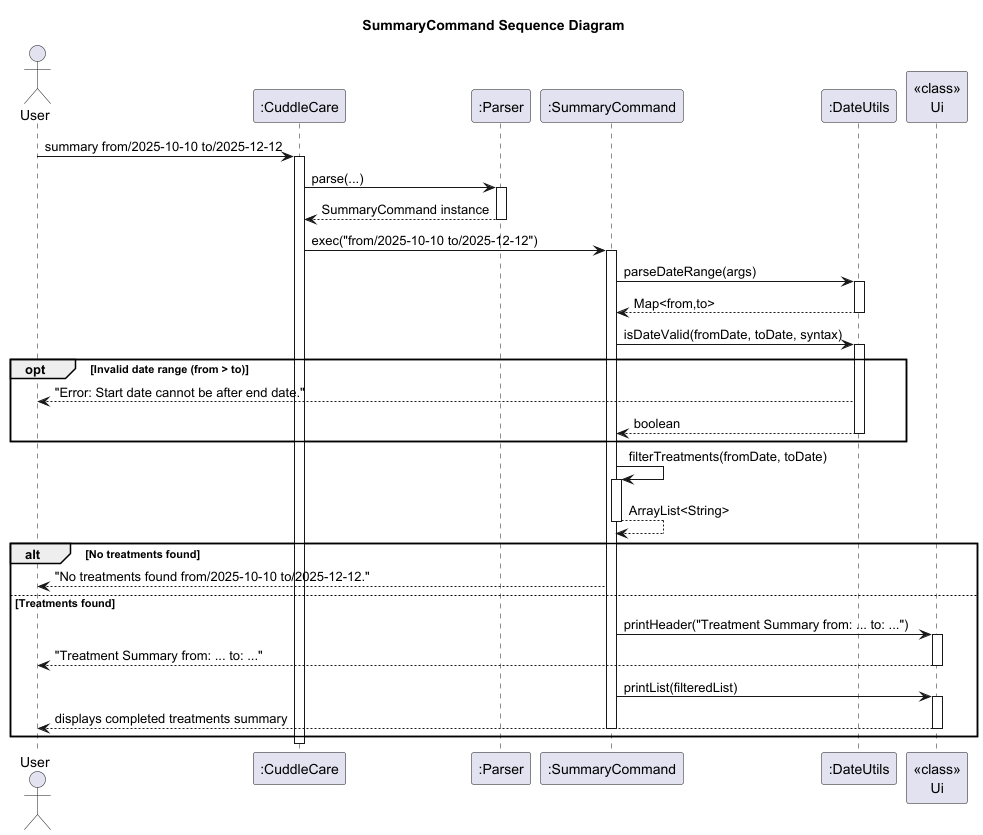 SummaryCommand Sequence Diagram
User
:CuddleCare
:Parser
:SummaryCommand
:DateUtils
«class»
Ui
summary from/2025-10-10 to/2025-12-12
parse(...)
SummaryCommand instance
exec("from/2025-10-10 to/2025-12-12")
parseDateRange(args)
Map<from,to>
isDateValid(fromDate, toDate, syntax)
opt
[Invalid date range (from > to)]
"Error: Start date cannot be after end date."
boolean
filterTreatments(fromDate, toDate)
ArrayList<String>
alt
[No treatments found]
"No treatments found from/2025-10-10 to/2025-12-12."
[Treatments found]
printHeader("Treatment Summary from: ... to: ...")
"Treatment Summary from: ... to: ..."
printList(filteredList)
displays completed treatments summary
User
:CuddleCare
:Parser
:SummaryCommand
:DateUtils
«class»
Ui